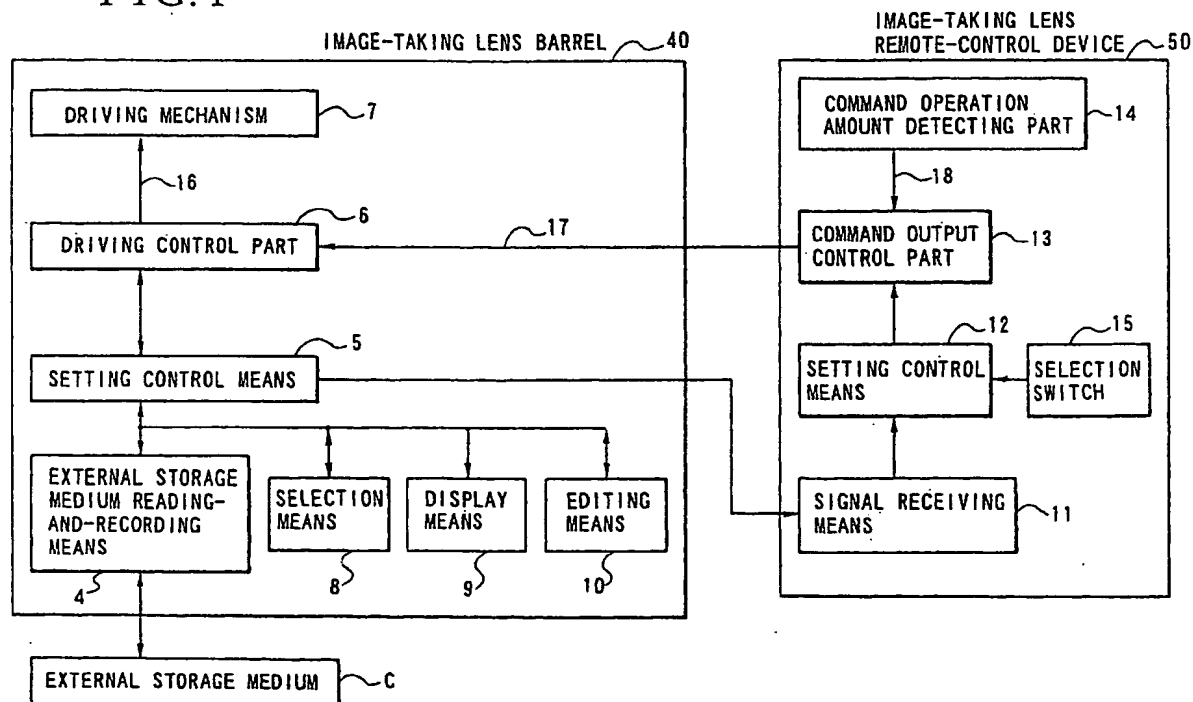 FIG. 1
IMAGE-TAKING LENS BARREL 40
DRIVING MECHANISM 7
16
DRIVING CONTROL PART 6
17
SETTING CONTROL MEANS 5
EXTERNAL STORAGE
MEDIUM READING-
AND-RECORDING
MEANS
4
SELECTION
MEANS
8
DISPLAY
MEANS
9
EDITING
MEANS
10
EXTERNAL STORAGE MEDIUM C
IMAGE-TAKING LENS
REMOTE-CONTROL DEVICE 50
COMMAND OPERATION
AMOUNT DETECTING PART 14
18
COMMAND OUTPUT
CONTROL PART 13
12
SETTING CONTROL
MEANS
15
SELECTION
SWITCH
SIGNAL RECEIVING
MEANS 11